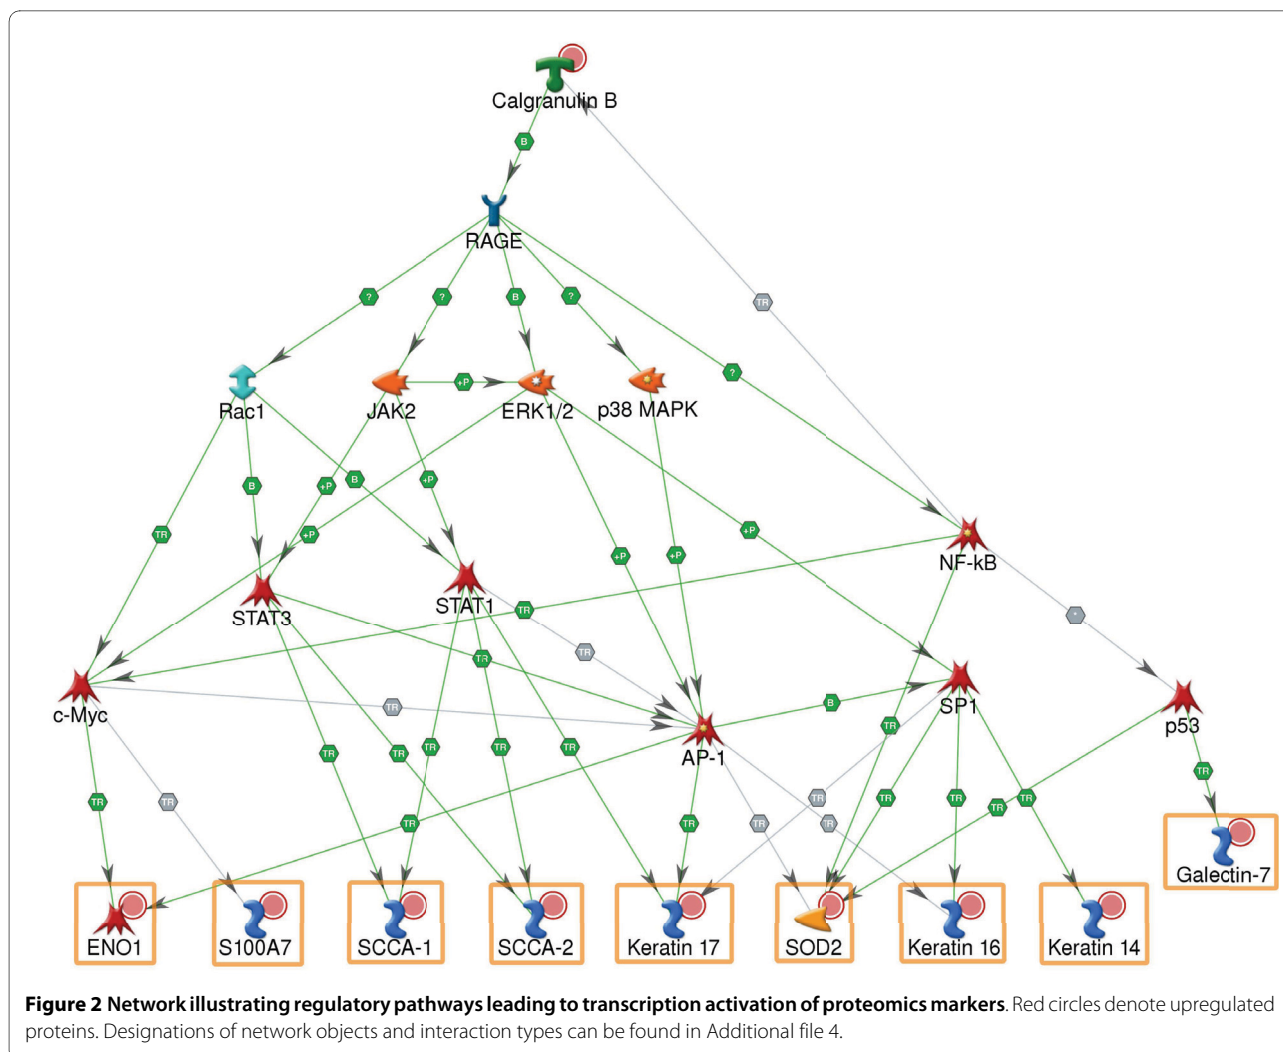 Calgranulin B
B
RAGE
? ? B ? TR
?
Rac1 JAK2 +P ERK1/2 p38 MAPK
B +P B +P
TR +P +P +P +P
NF-kB
STAT3 STAT1
TR *
TR TR
c-Myc TR B SP1 p53
AP-1 TR
TR TR TR TR TR TR
TR TR TR TR TR TR TR
TR TR TR TR
Galectin-7
ENO1 S100A7 SCCA-1 SCCA-2 Keratin 17 SOD2 Keratin 16 Keratin 14
Figure 2 Network illustrating regulatory pathways leading to transcription activation of proteomics markers. Red circles denote upregulated
proteins. Designations of network objects and interaction types can be found in Additional file 4.